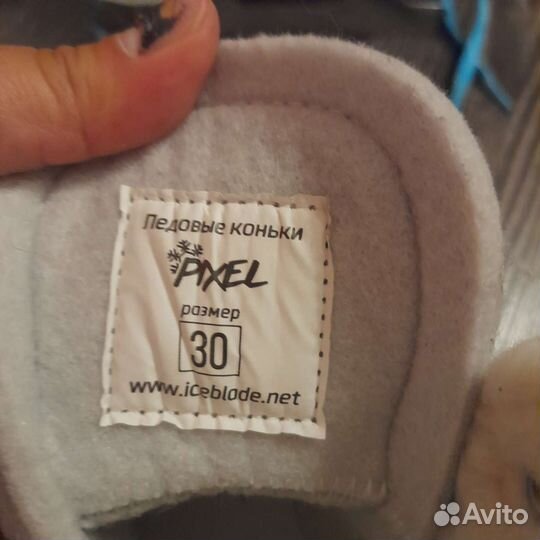 Ледовые коньки
PIXEL
размер
30
www.iceblade.net
Avito